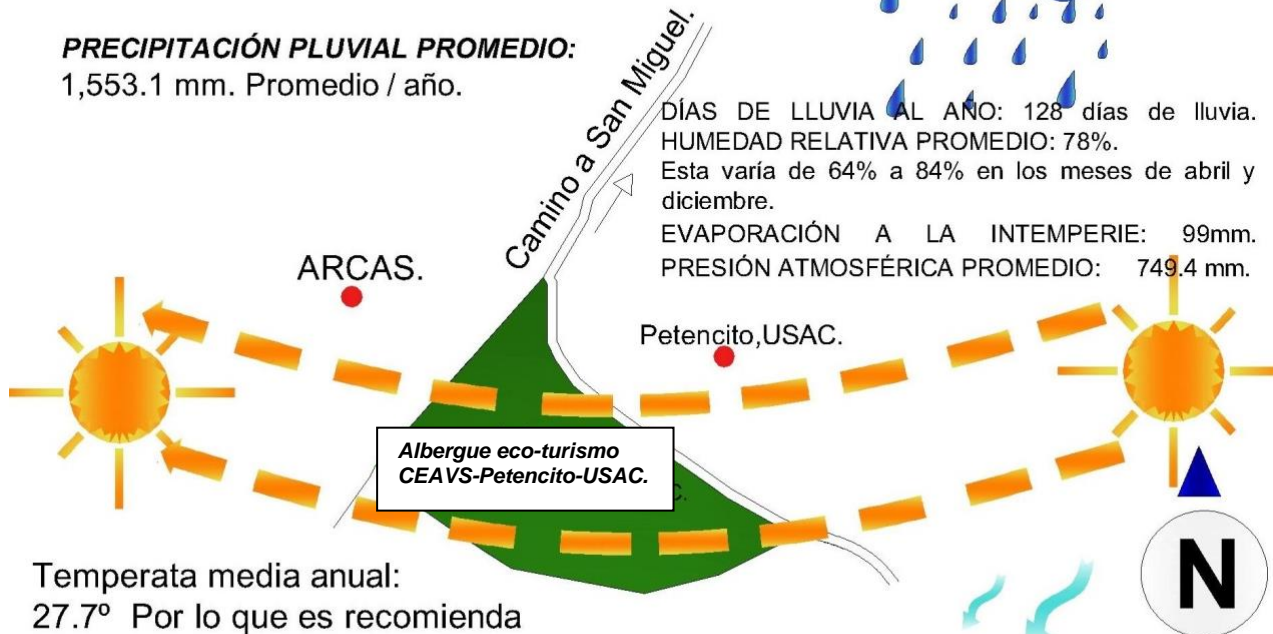 PRECIPITACIÓN PLUVIAL PROMEDIO:
1,553.1 mm. Promedio / año.
Camino a San Miguel.
DÍAS DE LLUVIA AL AÑO: 128 días de lluvia.
HUMEDAD RELATIVA PROMEDIO: 78%.
Esta varía de 64% a 84% en los meses de abril y
diciembre.
EVAPORACIÓN A LA INTEMPERIE: 99mm.
PRESIÓN ATMOSFÉRICA PROMEDIO: 749.4 mm.
ARCAS.
Petencito,USAC.
Albergue eco-turismo
CEAVS-Petencito-USAC.
C.
Temperata media anual:
27.7º Por lo que es recomienda
N